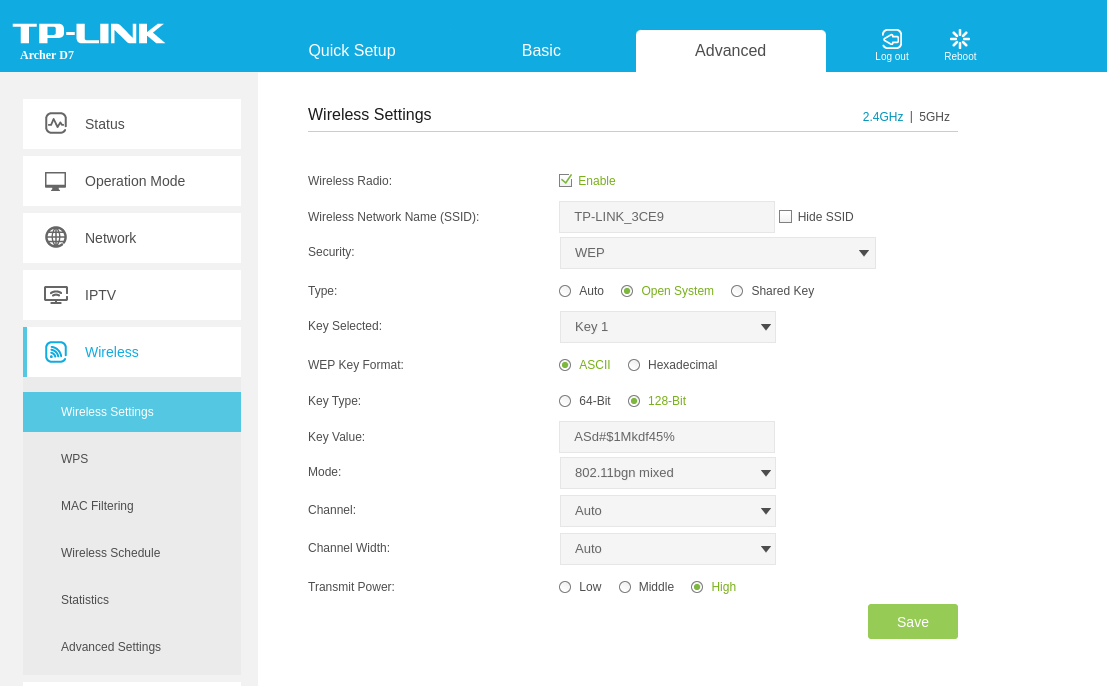 TP-LINK
Archer D7
Quick Setup
Basic
Advanced
Log out
Reboot
Status
Operation Mode
Network
IPTV
Wireless
Wireless Settings
WPS
MAC Filtering
Wireless Schedule
Statistics
Advanced Settings
Wireless Settings
2.4GHz | 5GHz
Wireless Radio: Enable
Wireless Network Name (SSID): TP-LINK_3CE9 Hide SSID
Security: WEP
Type: Auto Open System Shared Key
Key Selected: Key 1
WEP Key Format: ASCII Hexadecimal
Key Type: 64-Bit 128-Bit
Key Value: ASd#$1Mkdf45%
Mode: 802.11bgn mixed
Channel: Auto
Channel Width: Auto
Transmit Power: Low Middle High
Save